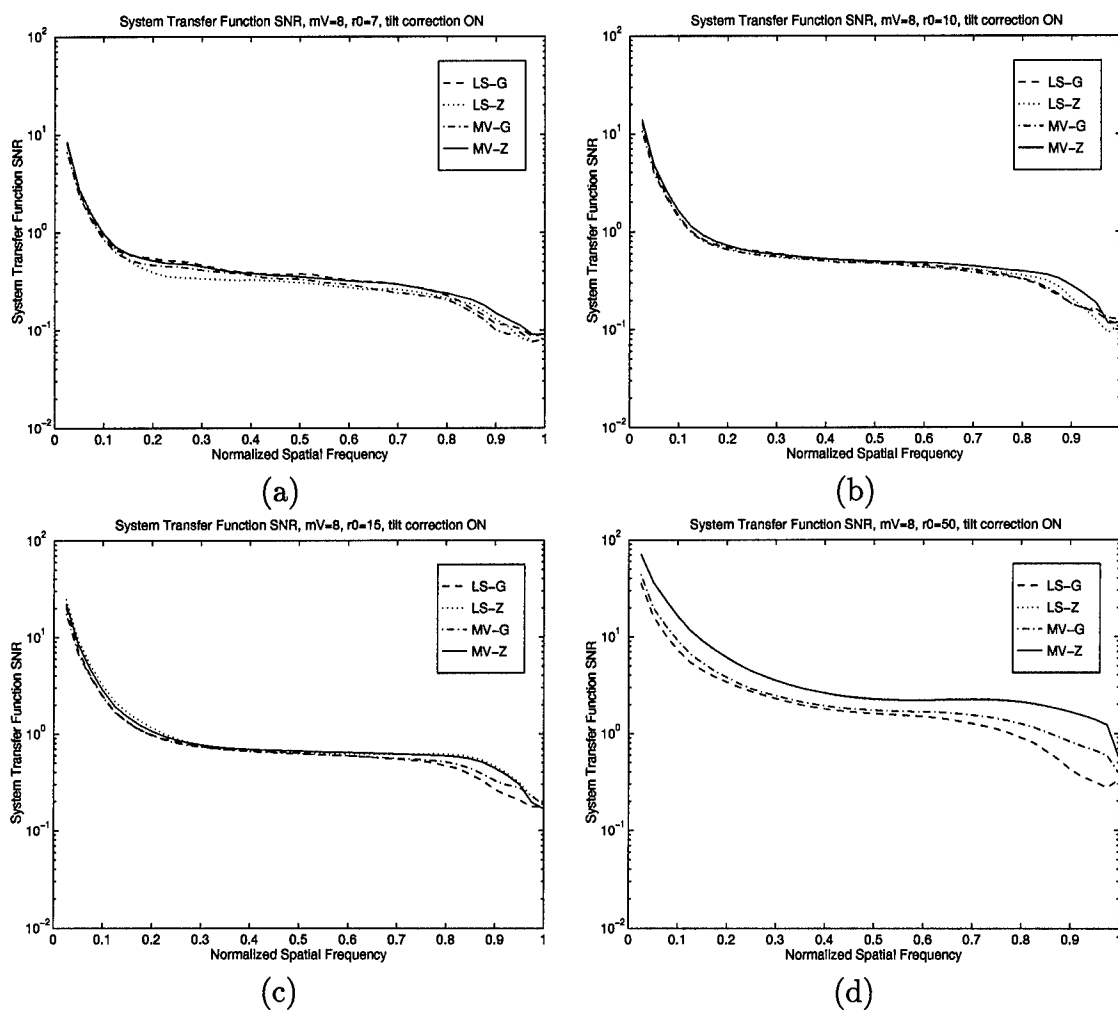 System Transfer Function SNR, mV=8, r0=7, tilt correction ON
System Transfer Function SNR
10^2
10^1
10^0
10^-1
10^-2
LS-G
LS-Z
MV-G
MV-Z
0 0.1 0.2 0.3 0.4 0.5 0.6 0.7 0.8 0.9 1
Normalized Spatial Frequency
(a)
System Transfer Function SNR, mV=8, r0=10, tilt correction ON
System Transfer Function SNR
10^2
10^1
10^0
10^-1
10^-2
LS-G
LS-Z
MV-G
MV-Z
0 0.1 0.2 0.3 0.4 0.5 0.6 0.7 0.8 0.9 1
Normalized Spatial Frequency
(b)
System Transfer Function SNR, mV=8, r0=15, tilt correction ON
System Transfer Function SNR
10^2
10^1
10^0
10^-1
10^-2
LS-G
LS-Z
MV-G
MV-Z
0 0.1 0.2 0.3 0.4 0.5 0.6 0.7 0.8 0.9 1
Normalized Spatial Frequency
(c)
System Transfer Function SNR, mV=8, r0=50, tilt correction ON
System Transfer Function SNR
10^2
10^1
10^0
10^-1
10^-2
LS-G
LS-Z
MV-G
MV-Z
0 0.1 0.2 0.3 0.4 0.5 0.6 0.7 0.8 0.9 1
Normalized Spatial Frequency
(d)